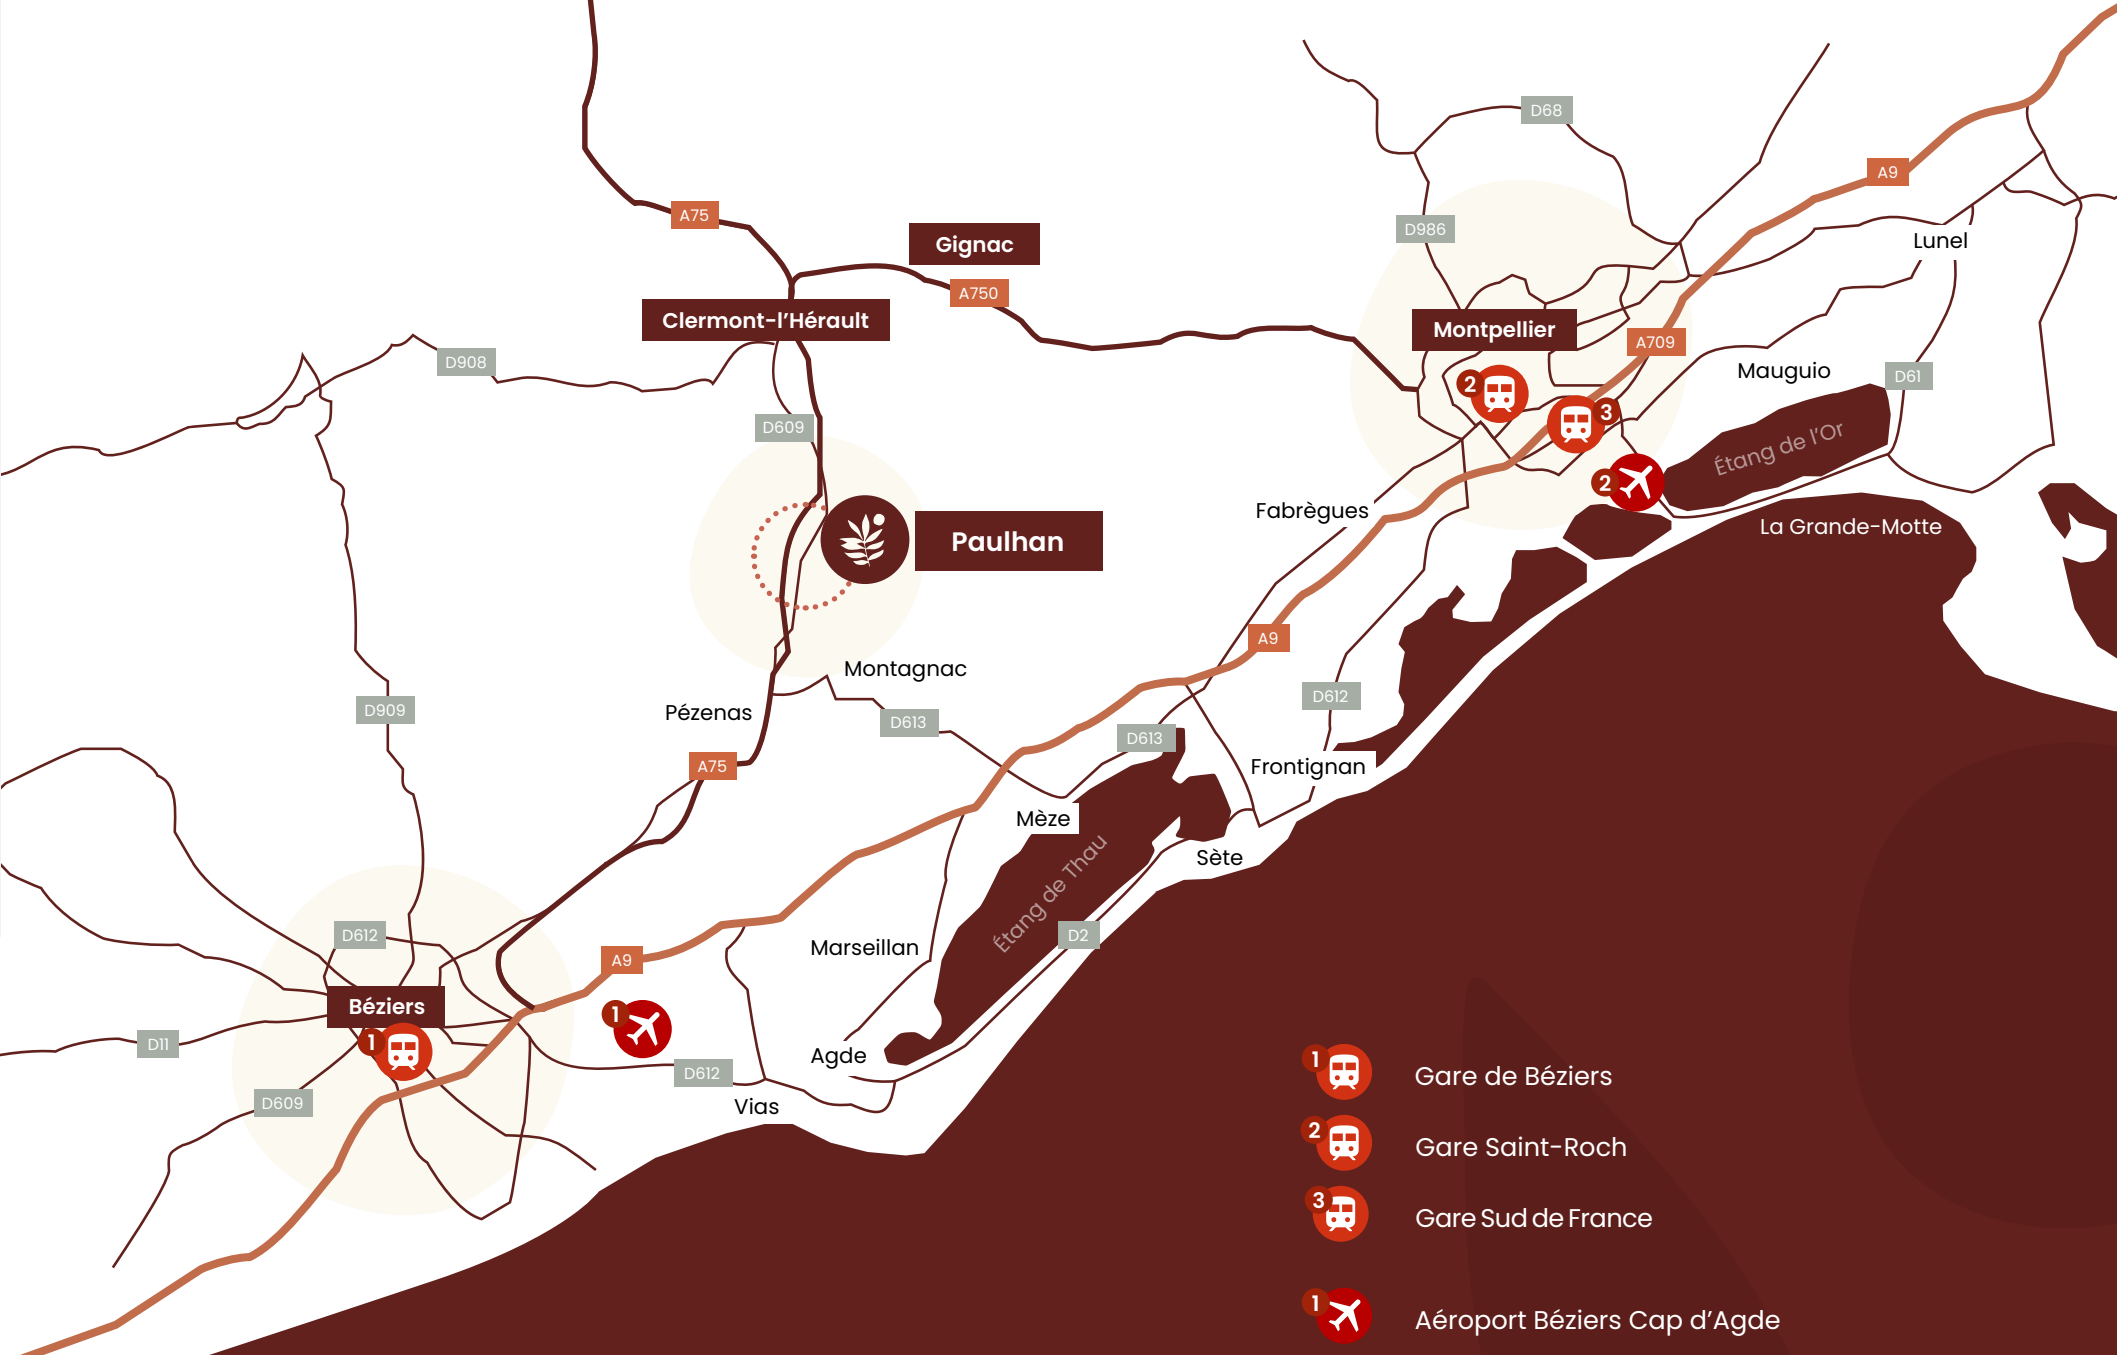 D68
A9
A75
D986
Gignac
Lunel
A750
Clermont-l'Hérault
Montpellier
A709
D908
Mauguio
D61
2
3
D609
Étang de l'Or
2
Fabrègues
La Grande-Motte
Paulhan
A9
Montagnac
D612
D909
Pézenas
D613
D613
A75
Frontignan
Mèze
Sète
Étang de Thau
D612
D2
Marseillan
A9
Béziers
1
1
D11
Agde
D612
D609
Vias
1
Gare de Béziers
2
Gare Saint-Roch
3
Gare Sud de France
1
Aéroport Béziers Cap d'Agde